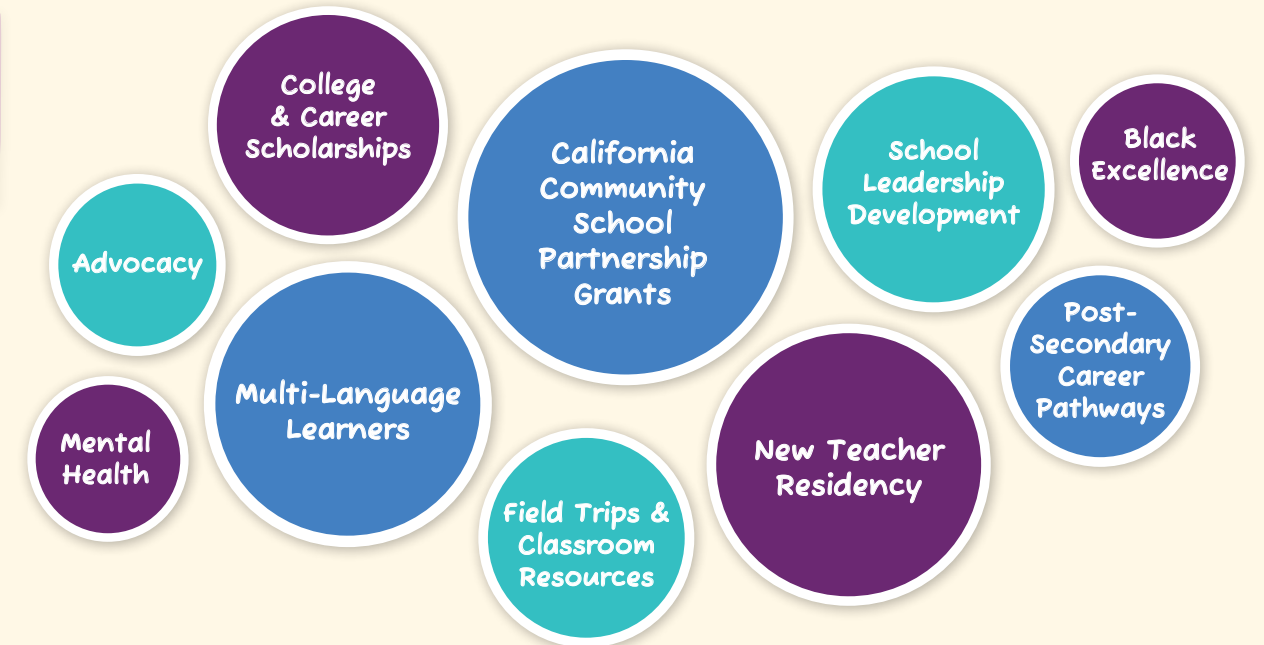 College
& Career
Scholarships
California
Community
School
Partnership
Grants
School
Leadership
Development
Black
Excellence
Advocacy
Multi-Language
Learners
Post-
Secondary
Career
Pathways
Mental
Health
New Teacher
Residency
Field Trips &
Classroom
Resources